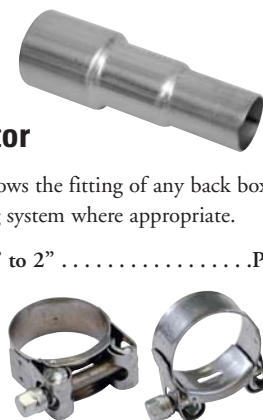 tor
ows the fitting of any back box
g system where appropriate.
” to 2” . . . . . . . . . . . . . . . . .P